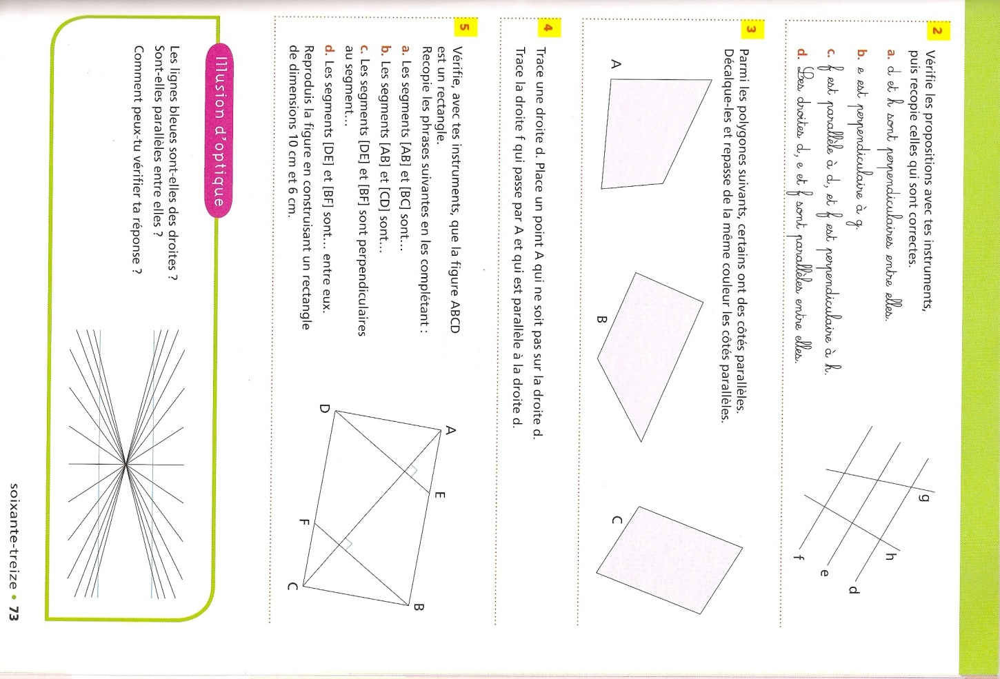 2
Vérifie les propositions avec tes instruments,
puis recopie celles qui sont correctes.
a. d et h sont perpendiculaires entre elles.
b. e est perpendiculaire à g.
c. f est parallèle à d, et f est perpendiculaire à h.
d. Les droites d, e et f sont parallèles entre elles.
g
h
d
e
f
3
Parmi les polygones suivants, certains ont des côtés parallèles.
Décalque-les et repasse de la même couleur les côtés parallèles.
A
B
C
4
Trace une droite d. Place un point A qui ne soit pas sur la droite d.
Trace la droite f qui passe par A et qui est parallèle à la droite d.
5
Vérifie, avec tes instruments, que la figure ABCD
est un rectangle.
Recopie les phrases suivantes en les complétant :
a. Les segments [AB] et [BC] sont…
b. Les segments [AB] et [CD] sont…
c. Les segments [DE] et [BF] sont perpendiculaires
au segment…
d. Les segments [DE] et [BF] sont… entre eux.
Reproduis la figure en construisant un rectangle
de dimensions 10 cm et 6 cm.
A
E
B
D
F
C
Illusion d'optique
Les lignes bleues sont-elles des droites ?
Sont-elles parallèles entre elles ?
Comment peux-tu vérifier ta réponse ?
soixante-treize • 73